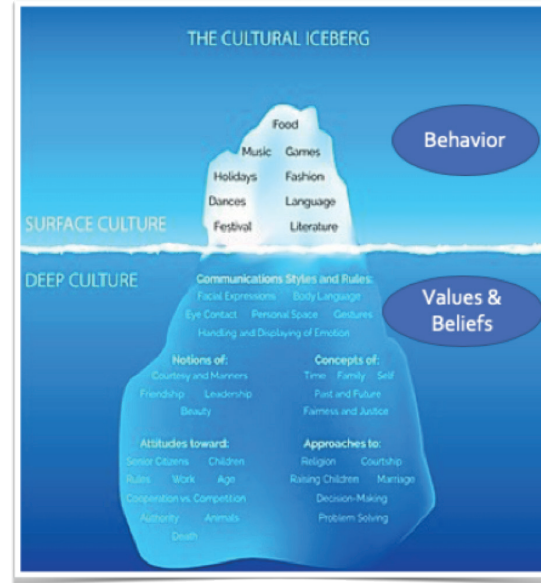 THE CULTURAL ICEBERG
Food
Music Games
Holidays Fashion
Dances Language
Festival Literature
Behavior
SURFACE CULTURE
DEEP CULTURE
Communications Styles and Rules:
Facial Expressions Body Language
Eye Contact Personal Space Gestures
Handling and Displaying of Emotion
Values &
Beliefs
Notions of:
Courtesy and Manners
Friendship Leadership
Beauty
Concepts of:
Time Family Self
Past and Future
Fairness and Justice
Attitudes toward:
Senior Citizens Children
Rules Work Age
Cooperation vs. Competition
Authority Animals
Death
Approaches to:
Religion Courtship
Raising Children Marriage
Decision-Making
Problem Solving